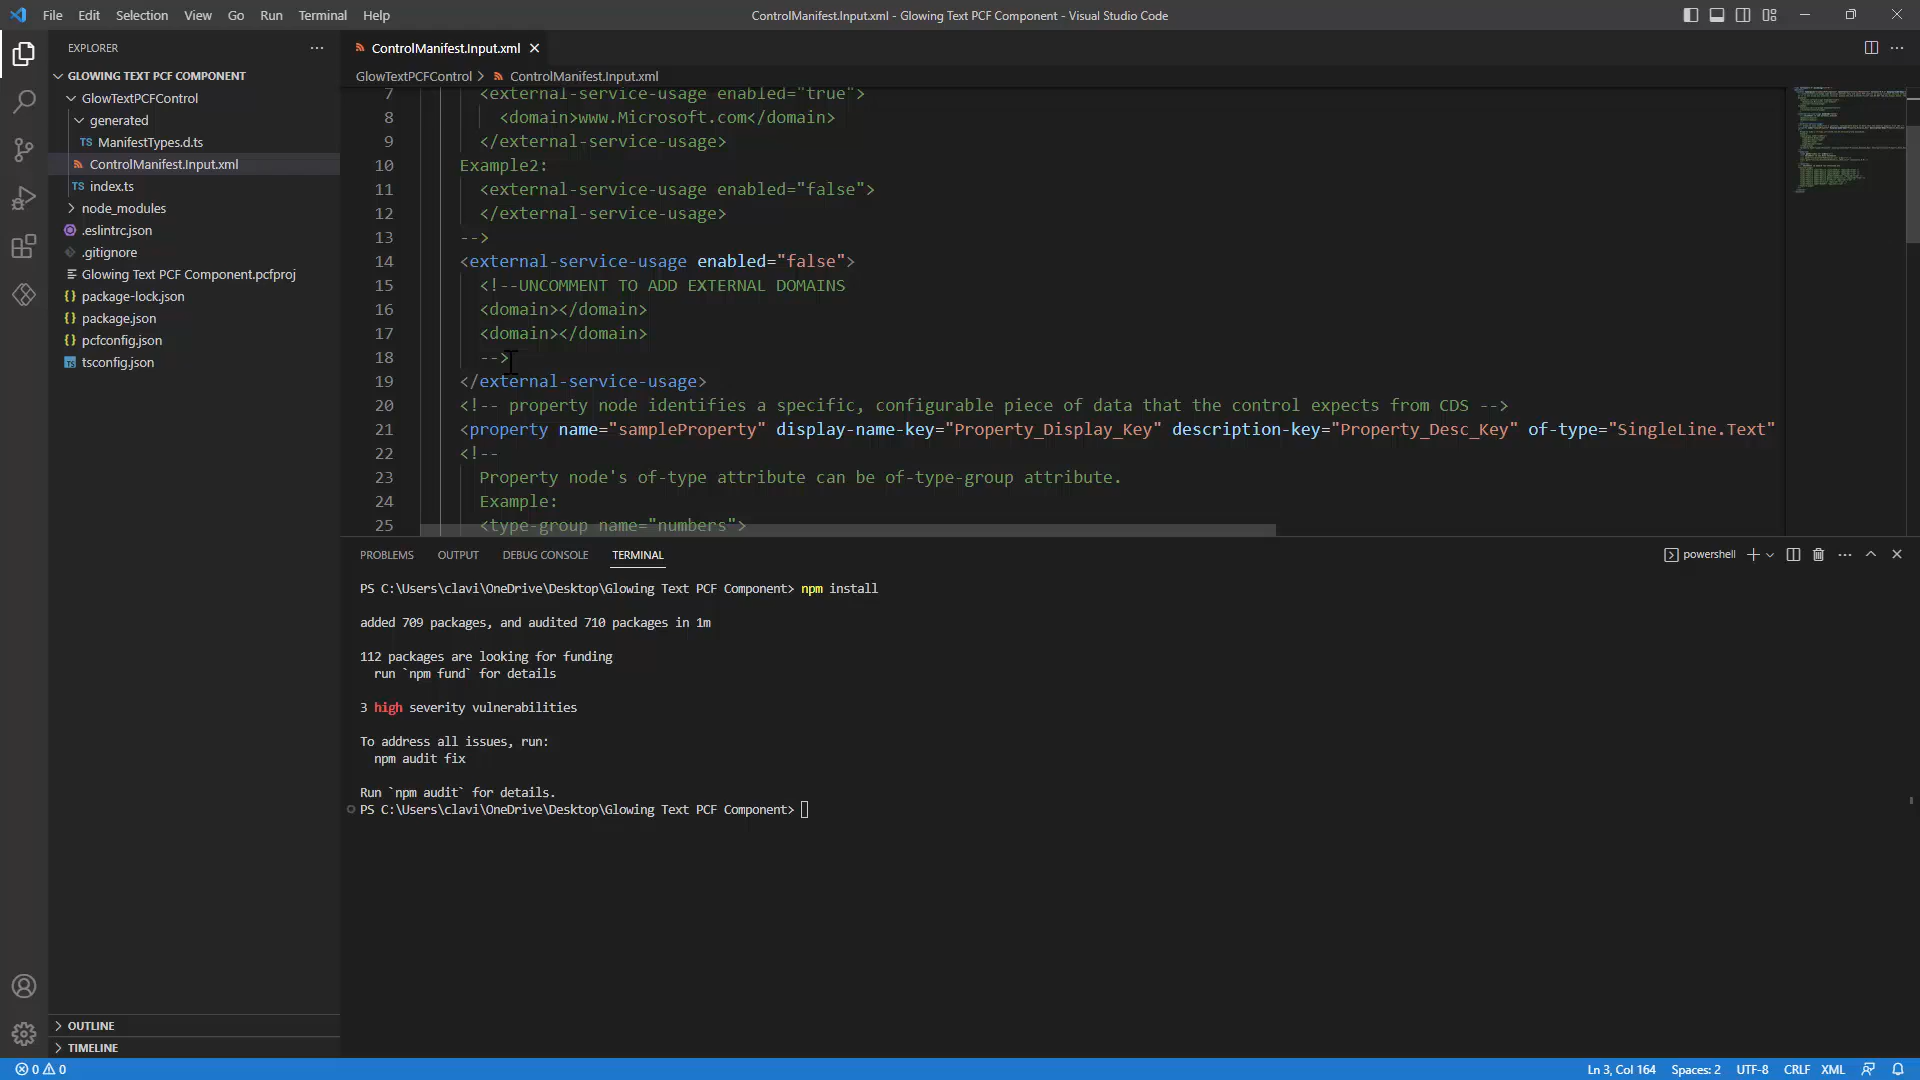 File Edit Selection View Go Run Terminal Help
ControlManifest.Input.xml - Glowing Text PCF Component - Visual Studio Code
EXPLORER
GLOWING TEXT PCF COMPONENT
GlowTextPCFControl
generated
TS ManifestTypes.d.ts
ControlManifest.Input.xml
TS index.ts
node_modules
.eslintrc.json
.gitignore
Glowing Text PCF Component.pcfproj
{} package-lock.json
{} package.json
{} pcfconfig.json
TS tsconfig.json
OUTLINE
TIMELINE
ControlManifest.Input.xml
GlowTextPCFControl > ControlManifest.Input.xml
7 <external-service-usage enabled="true">
8 <domain>www.Microsoft.com</domain>
9 </external-service-usage>
10 Example2:
11 <external-service-usage enabled="false">
12 </external-service-usage>
13 -->
14 <external-service-usage enabled="false">
15 <!--UNCOMMENT TO ADD EXTERNAL DOMAINS
16 <domain></domain>
17 <domain></domain>
18 -->
19 </external-service-usage>
20 <!-- property node identifies a specific, configurable piece of data that the control expects from CDS -->
21 <property name="sampleProperty" display-name-key="Property_Display_Key" description-key="Property_Desc_Key" of-type="SingleLine.Text"
22 <!--
23 Property node's of-type attribute can be of-type-group attribute.
24 Example:
25 <type-group name="numbers">
PROBLEMS OUTPUT DEBUG CONSOLE TERMINAL
powershell
PS C:\Users\clavi\OneDrive\Desktop\Glowing Text PCF Component> npm install
added 709 packages, and audited 710 packages in 1m
112 packages are looking for funding
run `npm fund` for details
3 high severity vulnerabilities
To address all issues, run:
npm audit fix
Run `npm audit` for details.
PS C:\Users\clavi\OneDrive\Desktop\Glowing Text PCF Component>
0 0
Ln 3, Col 164 Spaces: 2 UTF-8 CRLF XML